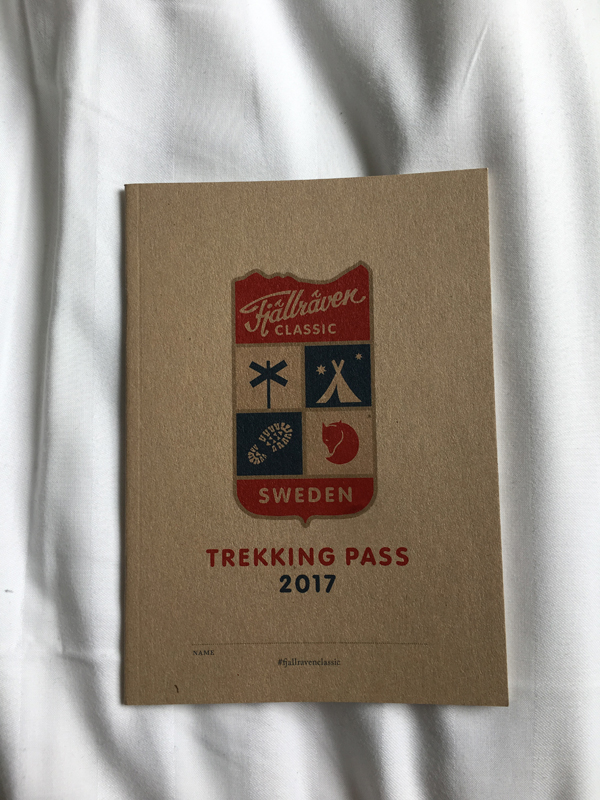 Fjällräven
CLASSIC
SWEDEN
TREKKING PASS
2017
NAME
#fjallravenclassic